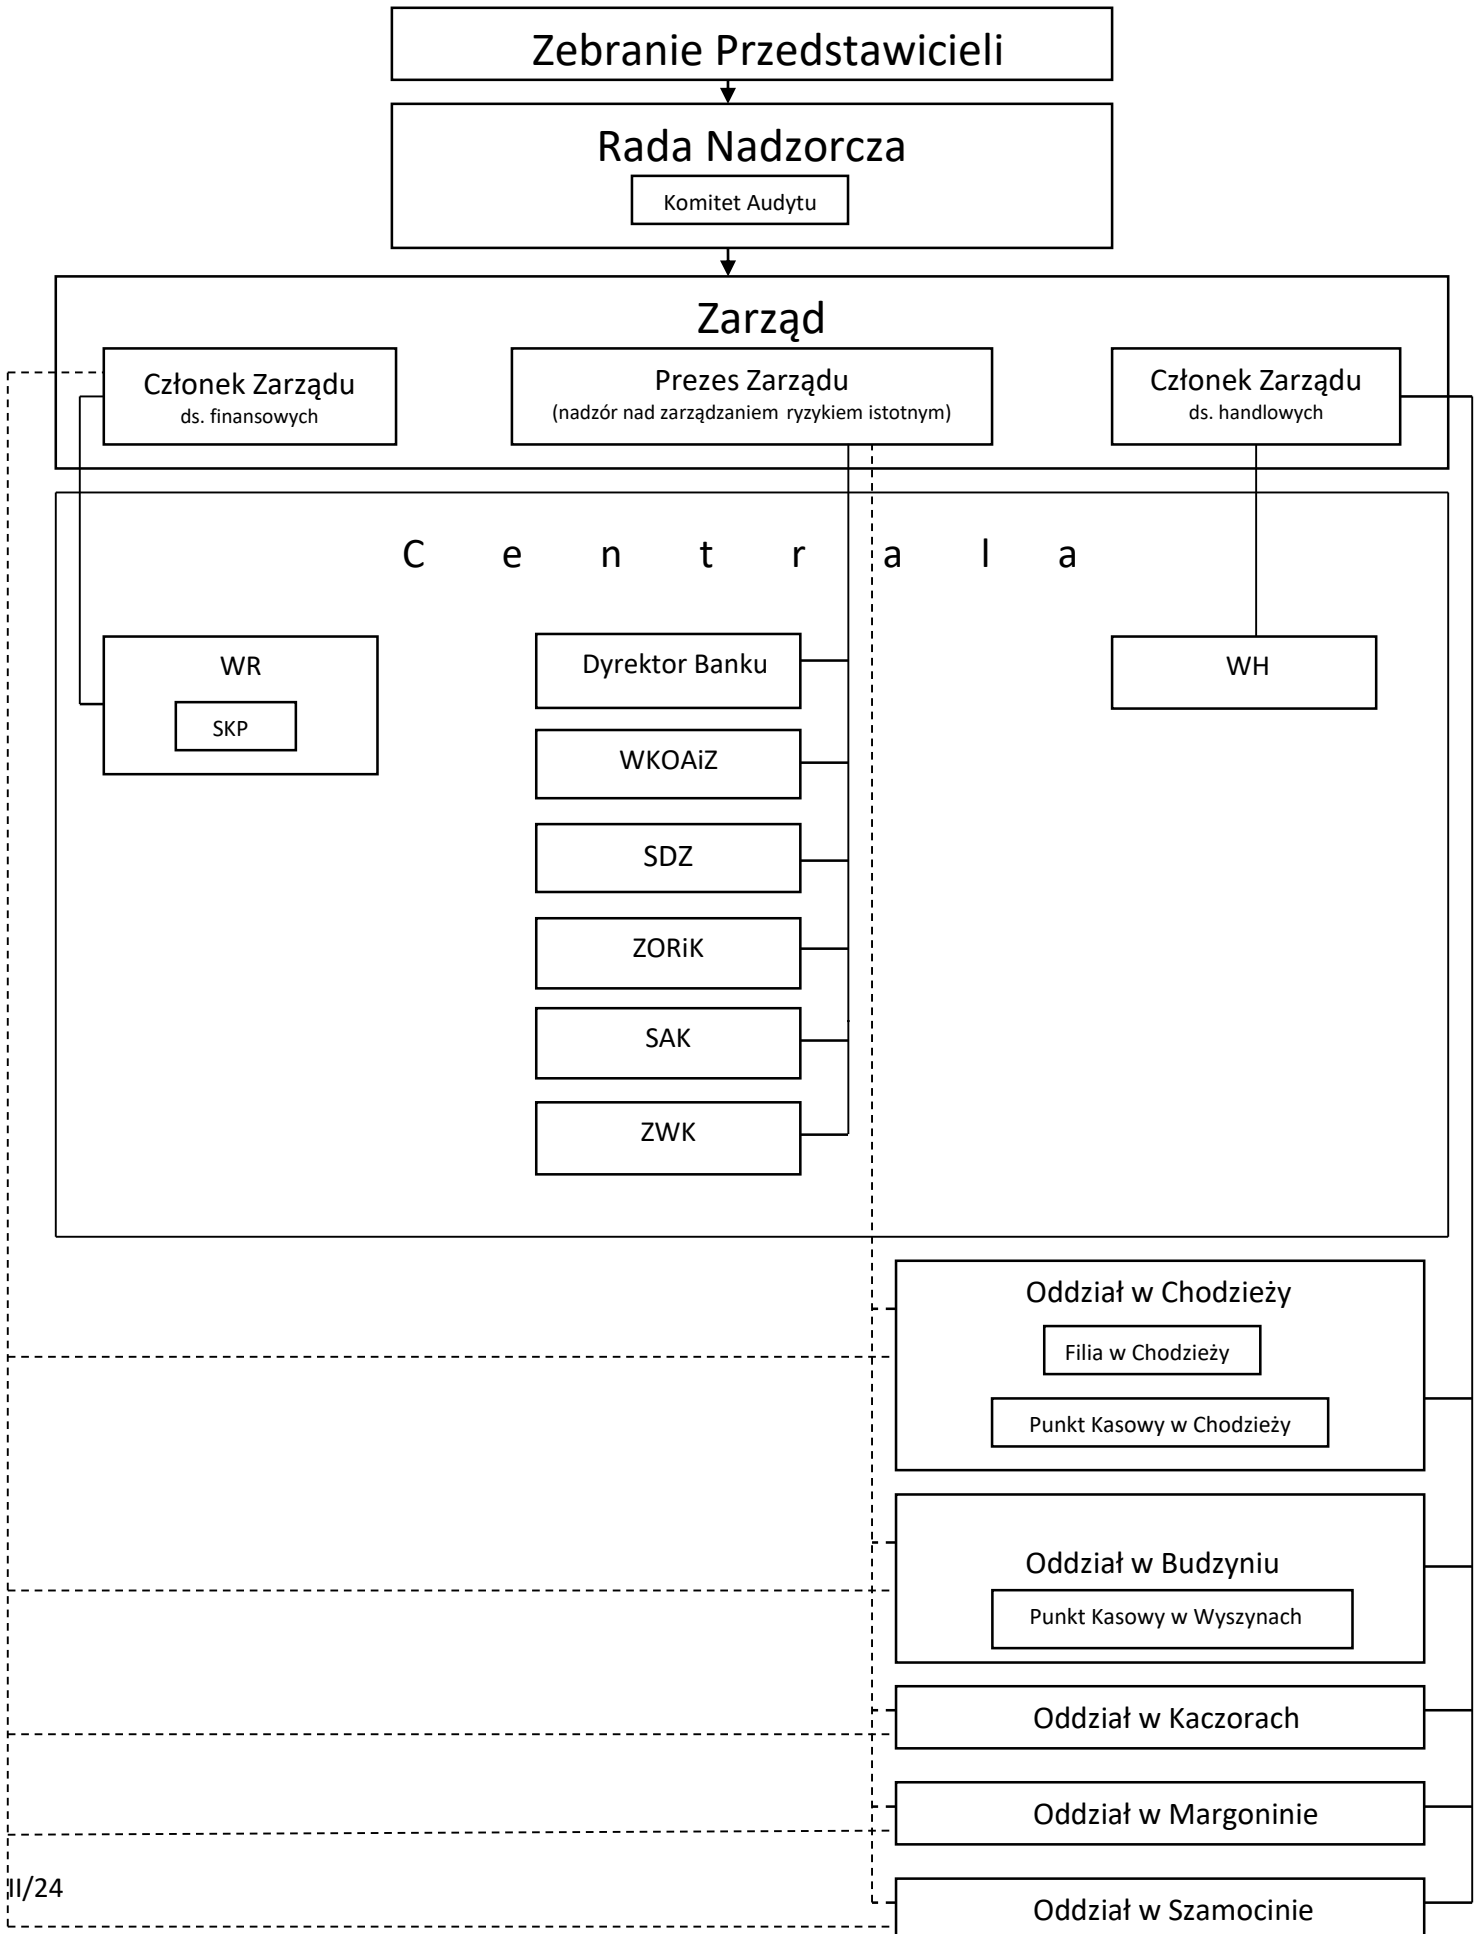 Zebranie Przedstawicieli
Rada Nadzorcza
Komitet Audytu
Zarząd
Członek Zarządu
ds. finansowych
Prezes Zarządu
(nadzór nad zarządzaniem ryzykiem istotnym)
Członek Zarządu
ds. handlowych
C e n t r a l a
WR
SKP
Dyrektor Banku
WKOAiZ
SDZ
ZORiK
SAK
ZWK
WH
Oddział w Chodzieży
Filia w Chodzieży
Punkt Kasowy w Chodzieży
Oddział w Budzyniu
Punkt Kasowy w Wyszynach
Oddział w Kaczorach
Oddział w Margoninie
Oddział w Szamocinie
II/24